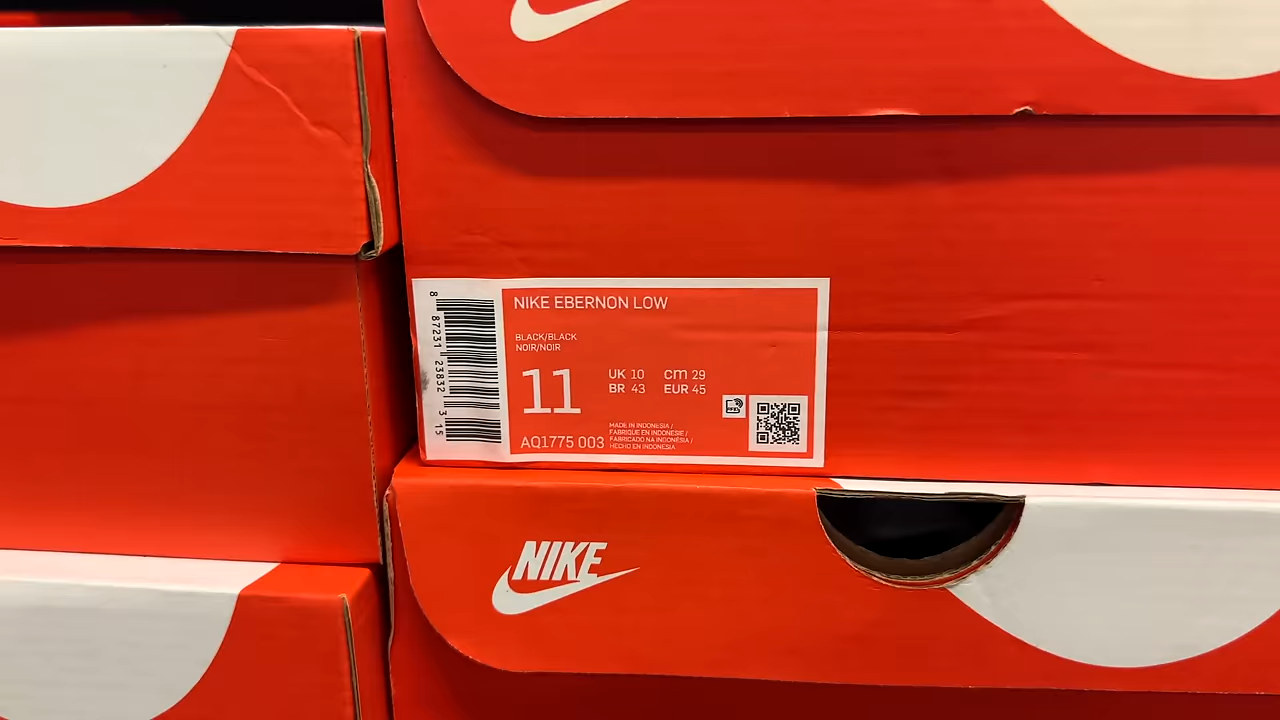 NIKE EBERNON LOW
BLACK/BLACK
NOIR/NOIR
11
UK 10 cm 29
BR 43 EUR 45
AQ1775 003
MADE IN INDONESIA /
FABRIQUE EN INDONESIE /
FABRICADO NA INDONÉSIA /
HECHO EN INDONESIA
8 87231 23832 3 15
NIKE